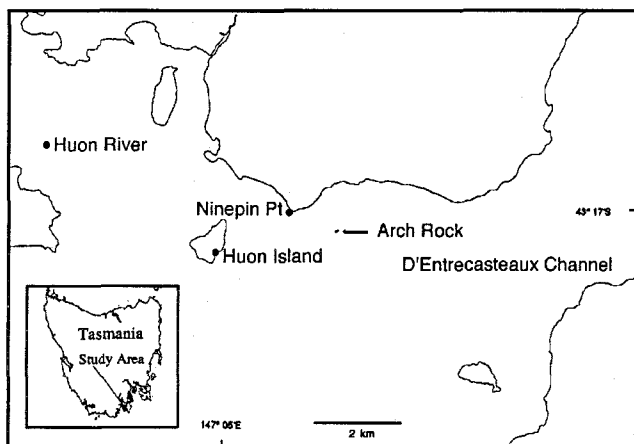 Huon River
Ninepin Pt
43° 17'S
Arch Rock
Huon Island
D'Entrecasteaux Channel
Tasmania
Study Area
147° 05'E
2 km